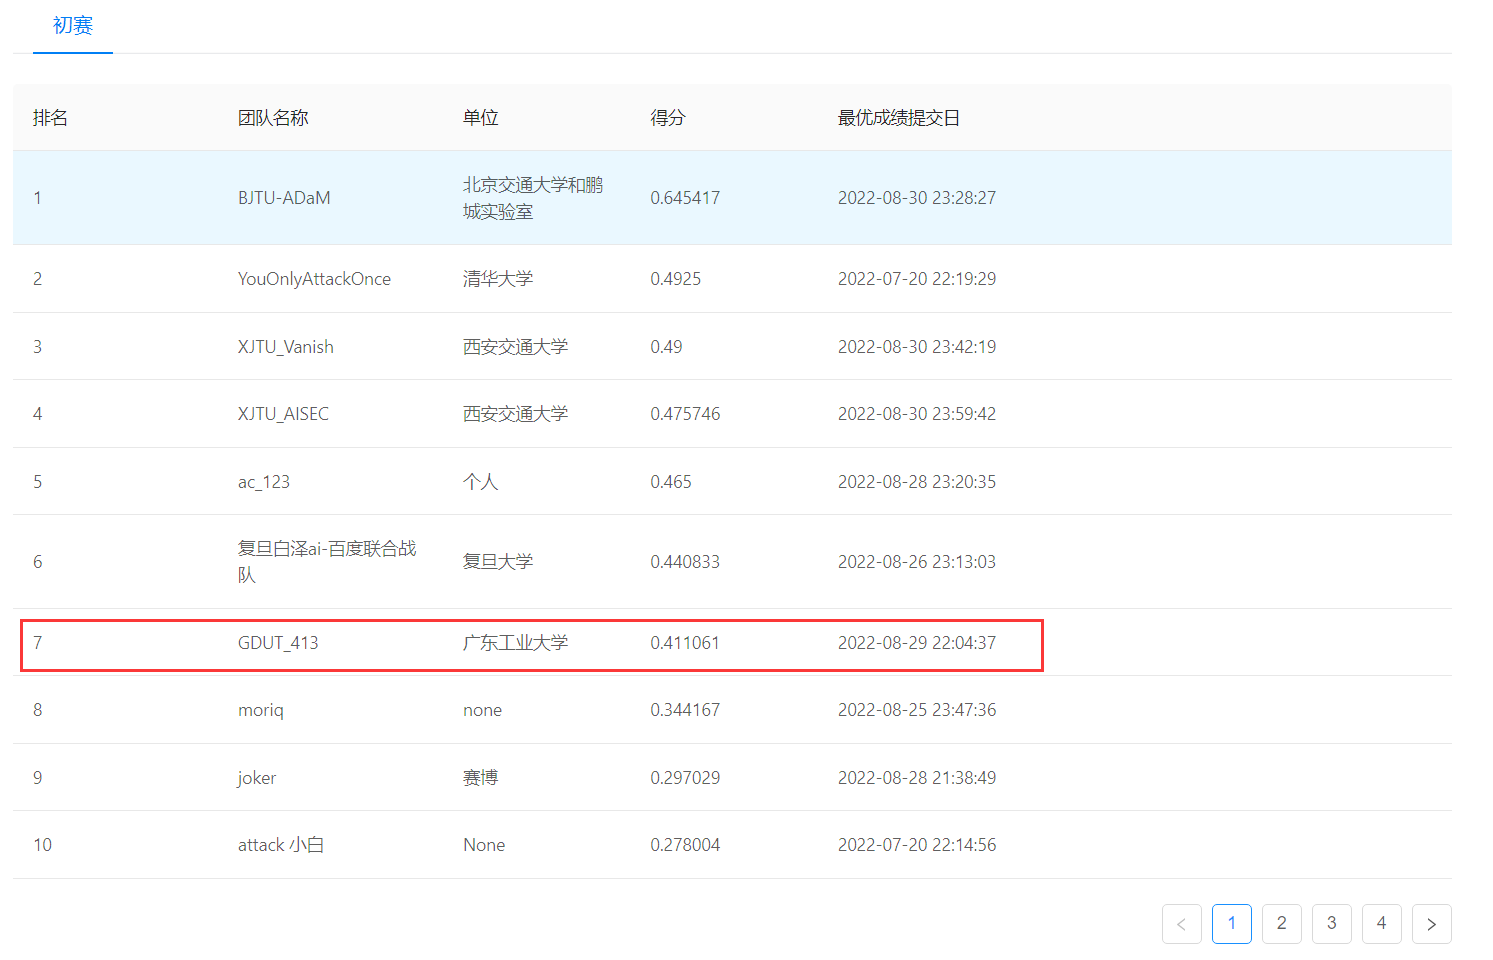 初赛
排名 团队名称 单位 得分 最优成绩提交日
1 BJTU-ADaM 北京交通大学和鹏 0.645417 2022-08-30 23:28:27
城实验室
2 YouOnlyAttackOnce 清华大学 0.4925 2022-07-20 22:19:29
3 XJTU_Vanish 西安交通大学 0.49 2022-08-30 23:42:19
4 XJTU_AISEC 西安交通大学 0.475746 2022-08-30 23:59:42
5 ac_123 个人 0.465 2022-08-28 23:20:35
6 复旦白泽ai-百度联合战 复旦大学 0.440833 2022-08-26 23:13:03
队
7 GDUT_413 广东工业大学 0.411061 2022-08-29 22:04:37
8 moriq none 0.344167 2022-08-25 23:47:36
9 joker 赛博 0.297029 2022-08-28 21:38:49
10 attack 小白 None 0.278004 2022-07-20 22:14:56
< 1 2 3 4 >